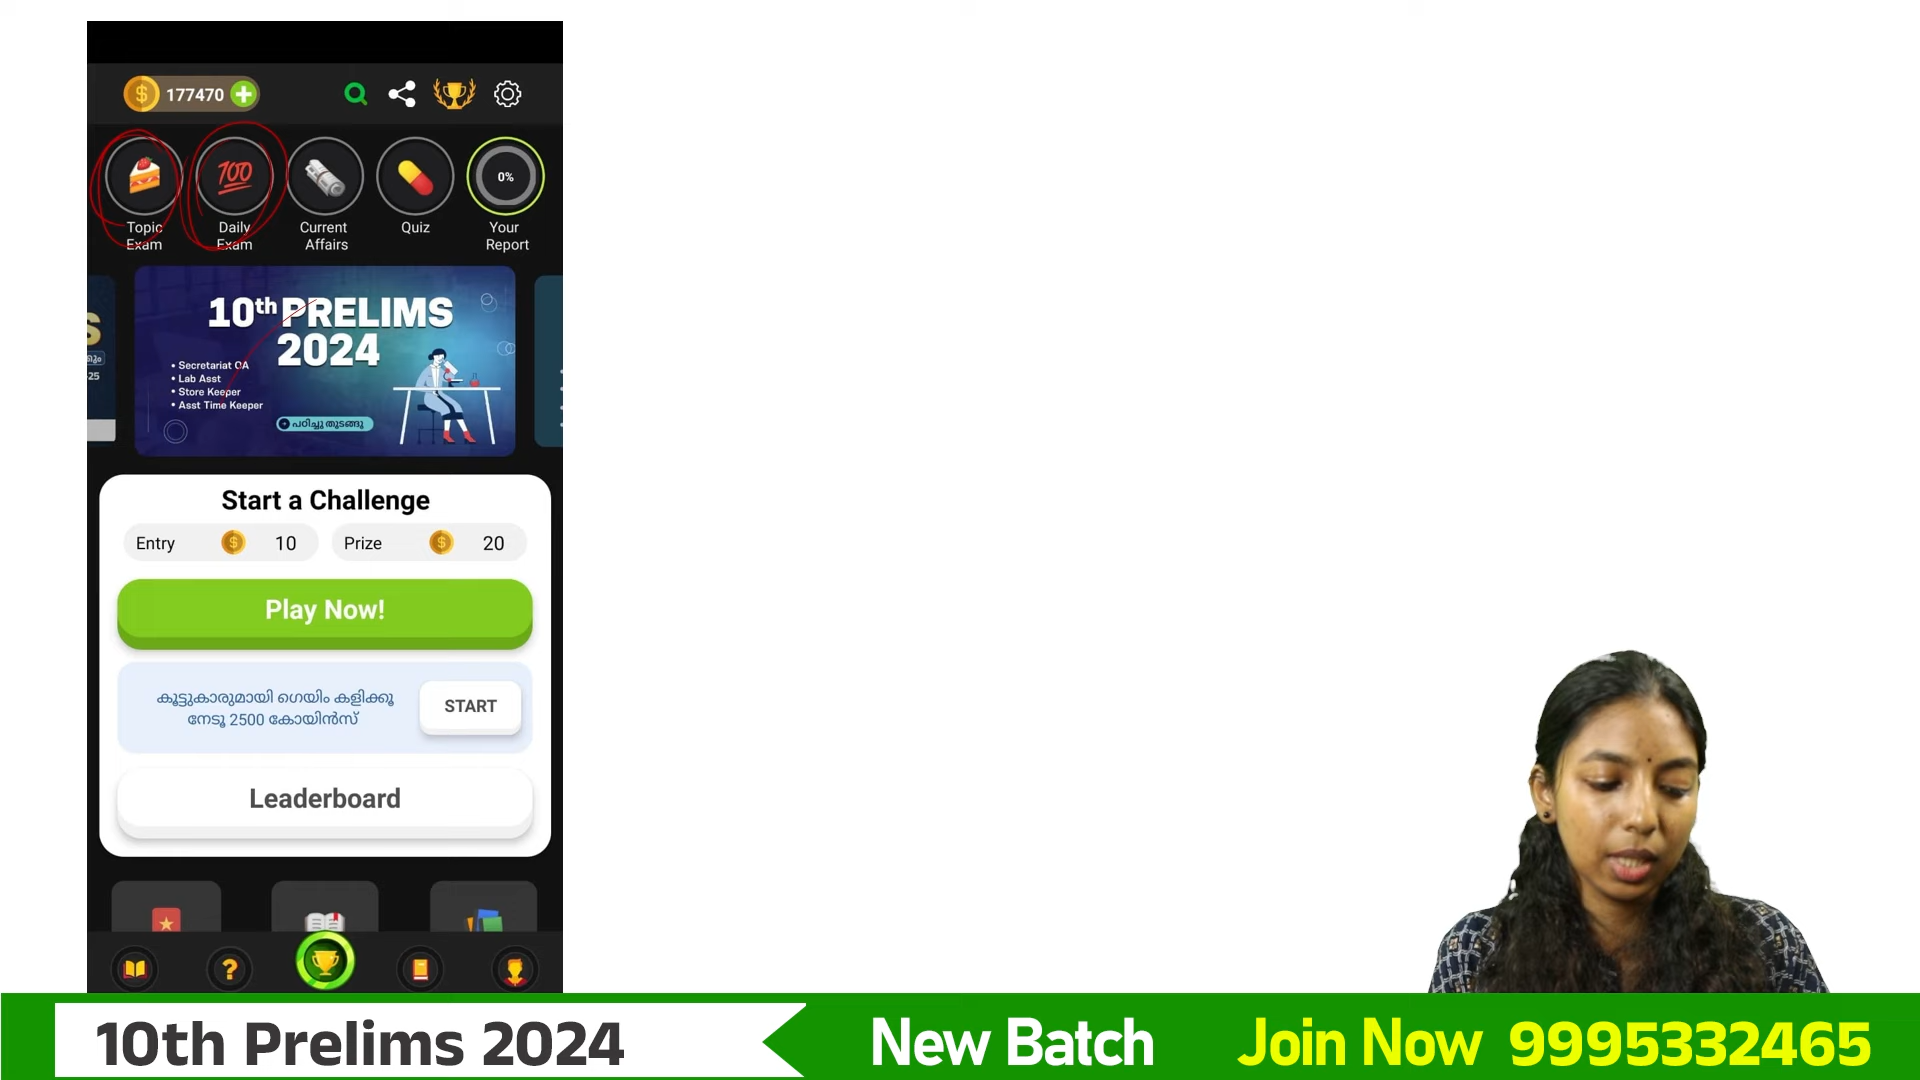 177470
100
0%
Topic
Exam
Daily
Exam
Current
Affairs
Quiz
Your
Report
10th PRELIMS
2024
• Secretariat OA
• Lab Asst
• Store Keeper
• Asst Time Keeper
പഠിച്ചു തുടങ്ങൂ
S
25
Start a Challenge
Entry 10 Prize 20
Play Now!
കൂട്ടുകാരുമായി ഗെയിം കളിക്കൂ
നേടൂ 2500 കോയിൻസ്
START
Leaderboard
10th Prelims 2024
New Batch
Join Now 9995332465